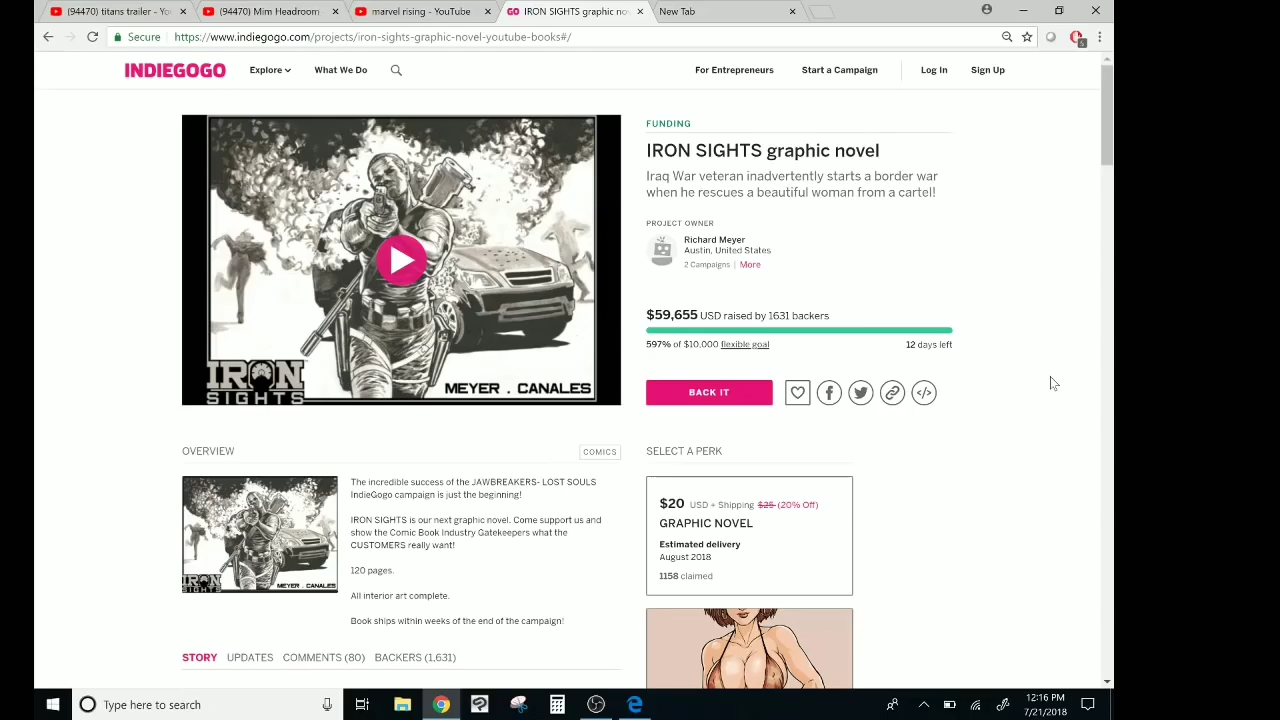 (94470) titans trailer - Yo
(94470) Mim Headroom
marvel rising - YouTube
GO IRON SIGHTS graphic no
New Tab
Secure
https://www.indiegogo.com/projects/iron-sights-graphic-novel-youtube-books#/
INDIEGOGO
Explore
What We Do
For Entrepreneurs
Start a Campaign
Log In
Sign Up
IRON
SIGHTS
MEYER . CANALES
FUNDING
IRON SIGHTS graphic novel
Iraq War veteran inadvertently starts a border war
when he rescues a beautiful woman from a cartel!
PROJECT OWNER
Richard Meyer
Austin, United States
2 Campaigns | More
$59,655 USD raised by 1631 backers
597% of $10,000 flexible goal
12 days left
BACK IT
OVERVIEW
COMICS
IRON
SIGHTS
MEYER . CANALES
The incredible success of the JAWBREAKERS- LOST SOULS
IndieGogo campaign is just the beginning!
IRON SIGHTS is our next graphic novel. Come support us and
show the Comic Book Industry Gatekeepers what the
CUSTOMERS really want!
120 pages.
All interior art complete.
Book ships within weeks of the end of the campaign!
SELECT A PERK
$20 USD + Shipping $25 (20% Off)
GRAPHIC NOVEL
Estimated delivery
August 2018
1158 claimed
STORY
UPDATES
COMMENTS (80)
BACKERS (1,631)
Type here to search
12:16 PM
7/21/2018